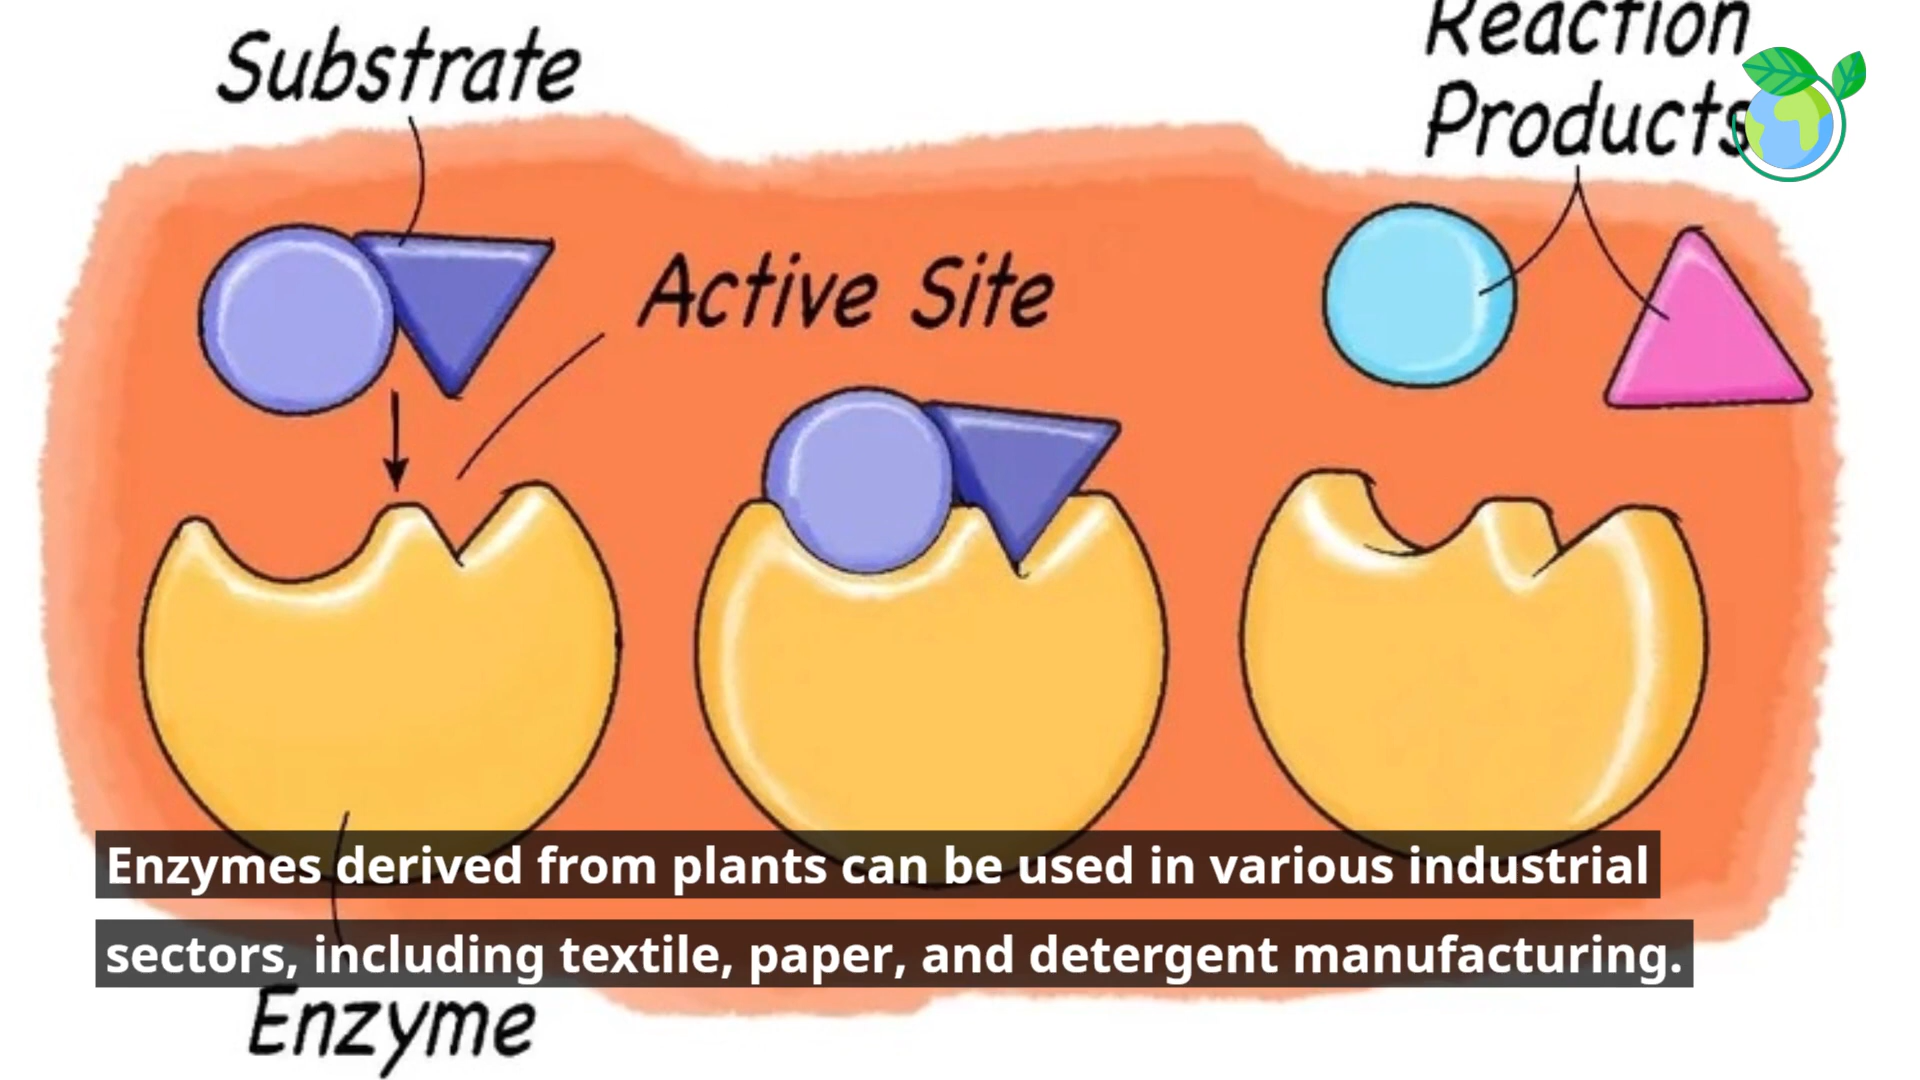 Substrate
Reaction
Products
Active Site
Enzymes derived from plants can be used in various industrial
sectors, including textile, paper, and detergent manufacturing.
Enzyme